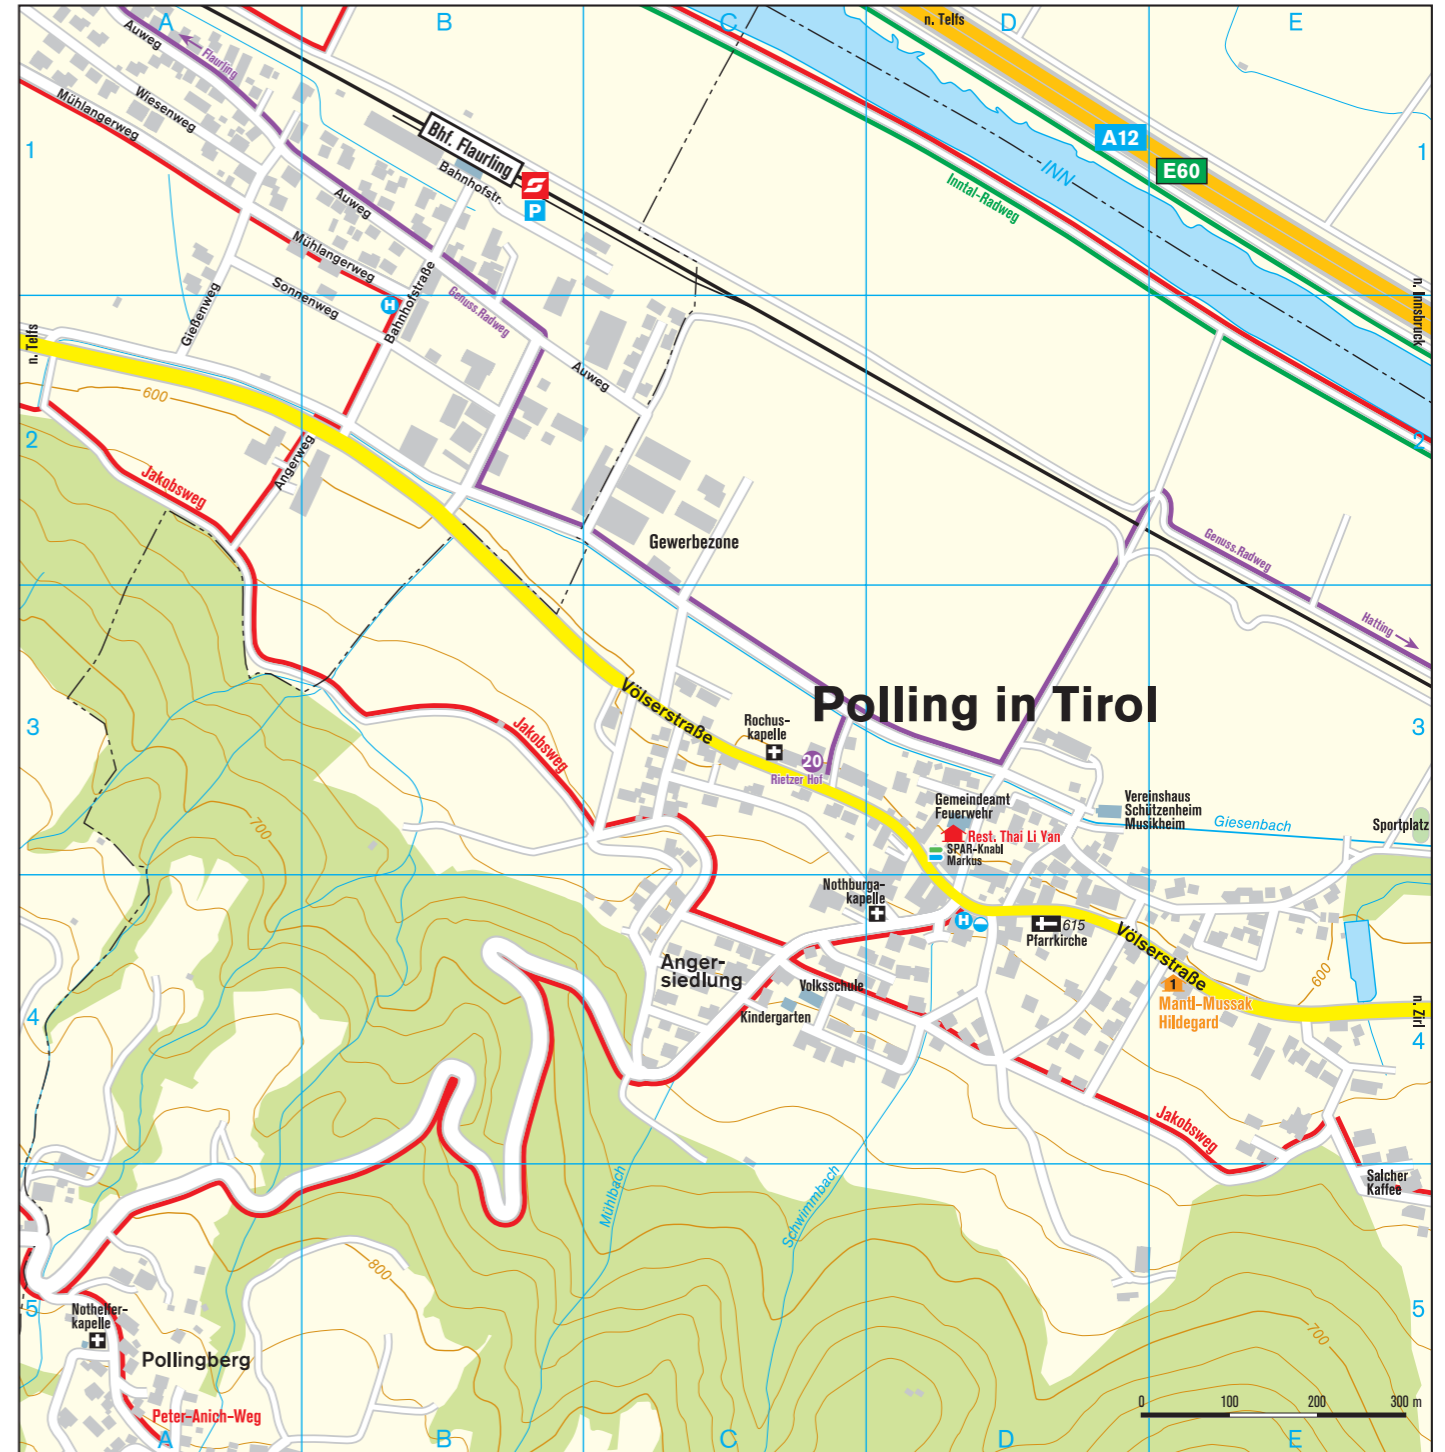 A
B
C
D
E
n. Telfs
Auweg
Flaurling
Wiesenweg
Mühlangerweg
Bhf. Flaurling
Bahnhofstr.
P
A12
E60
INN
Inntal-Radweg
1
1
Auweg
Mühlangerweg
Sonnenweg
Gießenweg
H
Bahnhofstraße
Genuss.Radweg
n. Innsbruck
n. Telfs
600
Auweg
2
2
Angerweg
Jakobsweg
Gewerbezone
Genuss.Radweg
Hatting
Polling in Tirol
Völserstraße
Rochus-
kapelle
20
Rietzer Hof
Jakobsweg
3
3
700
Gemeindeamt
Feuerwehr
Rest. Thai Li Yan
SPAR-Knabl
Markus
Vereinshaus
Schützenheim
Musikheim
Giesenbach
Sportplatz
Nothburga-
kapelle
H
615
Pfarrkirche
Völserstraße
600
Anger-
siedlung
Volksschule
Kindergarten
1
Mantl-Mussak
Hildegard
n. Zirl
4
4
Jakobsweg
Salcher
Kaffee
Mühlbach
Schwimmbach
800
700
5
5
Nothelfer-
kapelle
Pollingberg
Peter-Anich-Weg
0
100
200
300 m
A
B
C
D
E